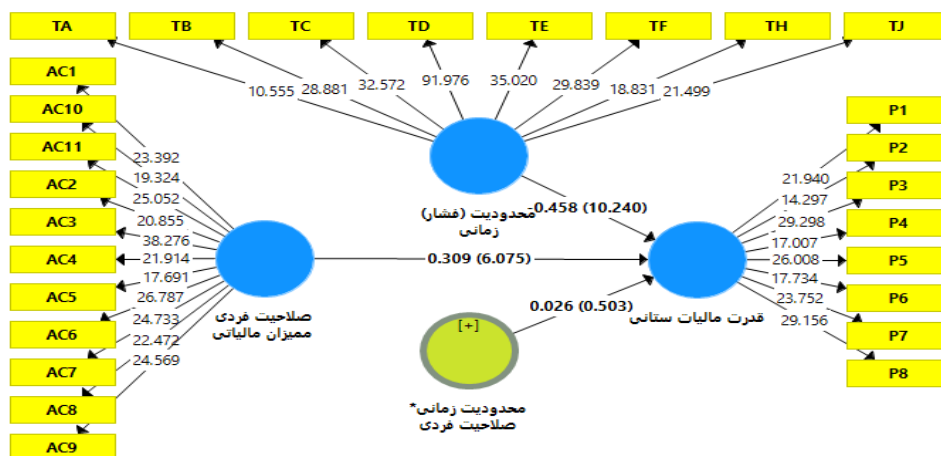 TA TB TC TD TE TF TH TJ
10.555 28.881 32.572 91.976 35.020 29.839 18.831 21.499
AC1
AC10
AC11
AC2
AC3
AC4
AC5
AC6
AC7
AC8
AC9
23.392
19.324
25.052
20.855
38.276
21.914
17.691
26.787
24.733
22.472
24.569
صلاحیت فردی
ممیزان مالیاتی
محدودیت (فشار)
زمانی
-0.458 (10.240)
0.309 (6.075)
0.026 (0.503)
[+]
محدودیت زمانی*
صلاحیت فردی
قدرت مالیات ستانی
21.940
14.297
29.298
17.007
26.008
17.734
23.752
29.156
P1
P2
P3
P4
P5
P6
P7
P8